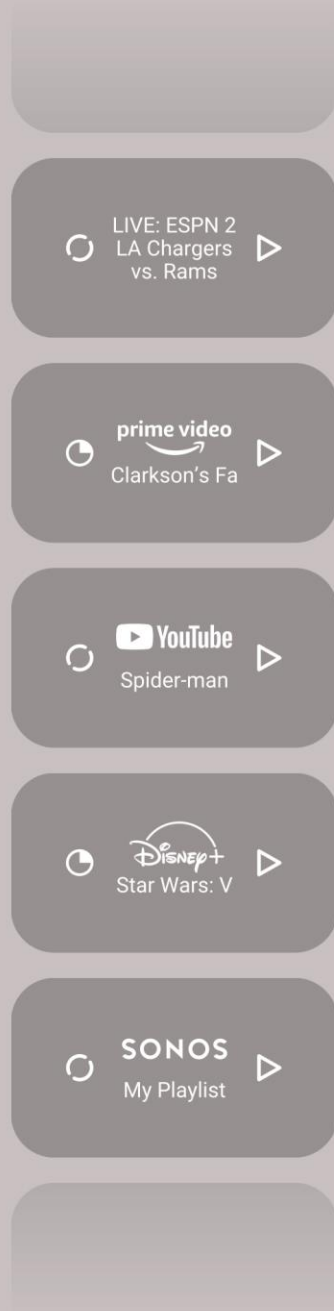 LIVE: ESPN 2
LA Chargers
vs. Rams
prime video
Clarkson's Fa
YouTube
Spider-man
Disney+
Star Wars: V
SONOS
My Playlist